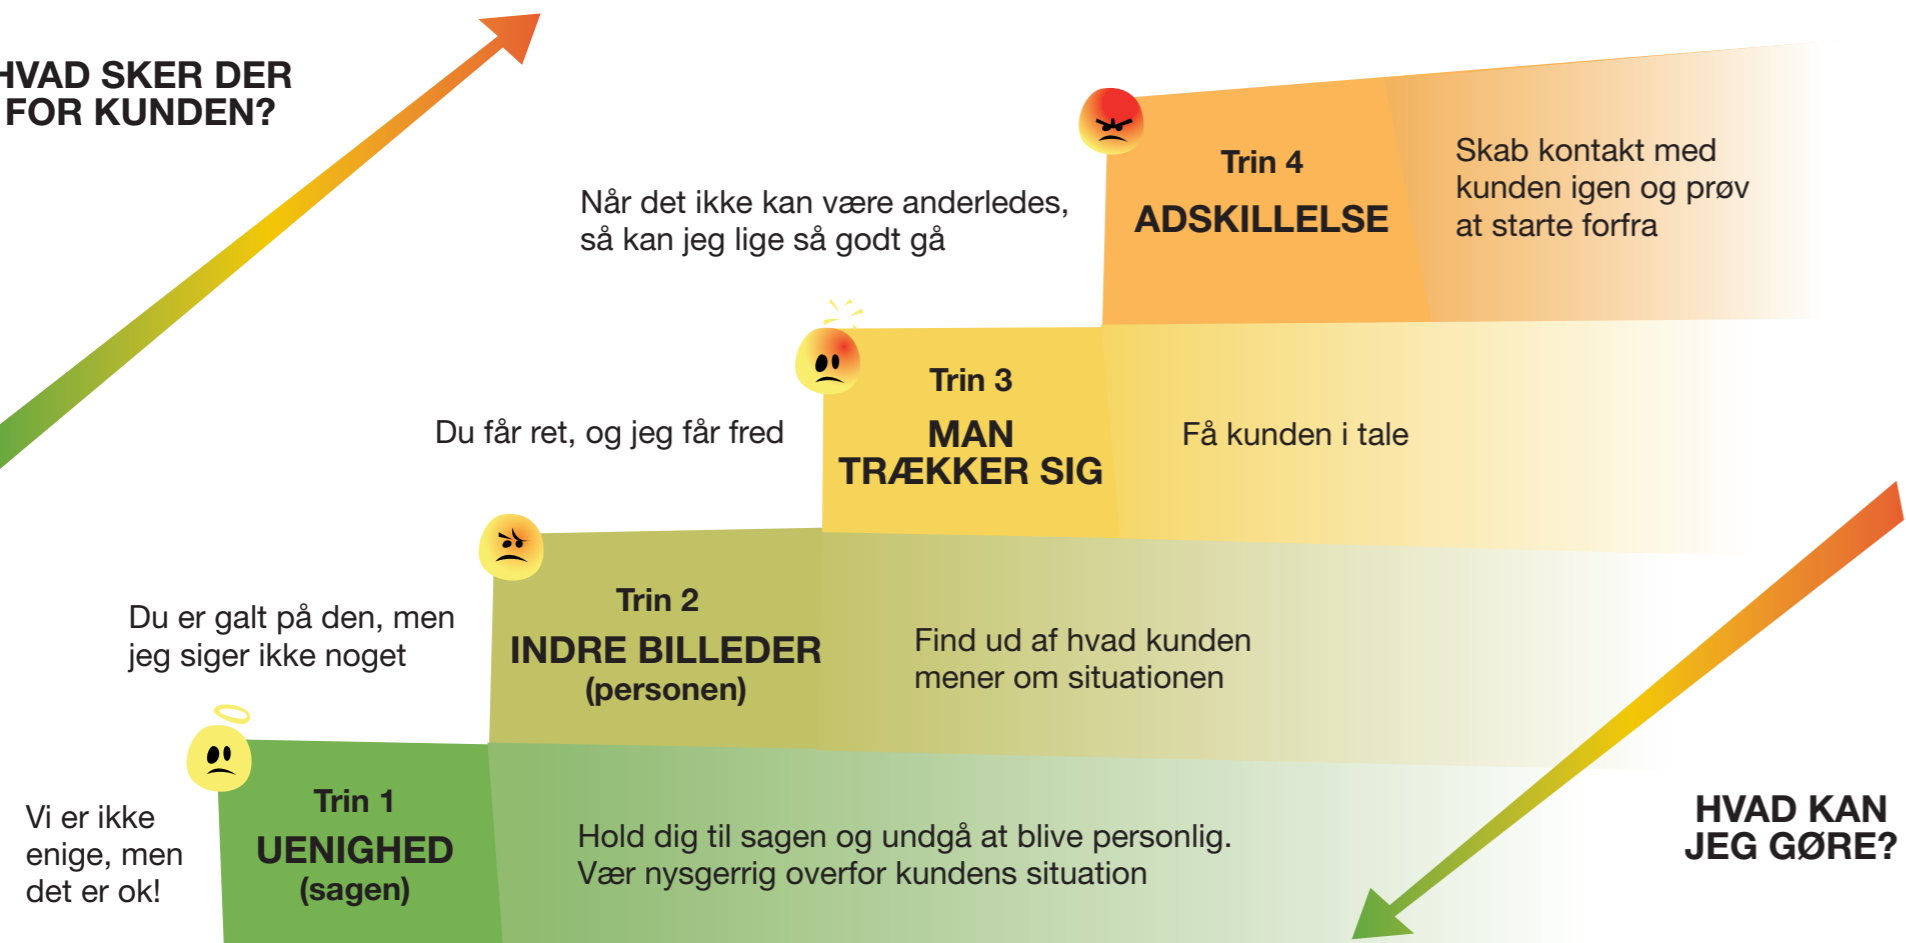 HVAD SKER DER
FOR KUNDEN?
Trin 4
ADSKILLELSE
Når det ikke kan være anderledes,
så kan jeg lige så godt gå
Skab kontakt med
kunden igen og prøv
at starte forfra
Trin 3
MAN
TRÆKKER SIG
Du får ret, og jeg får fred
Få kunden i tale
Trin 2
INDRE BILLEDER
(personen)
Du er galt på den, men
jeg siger ikke noget
Find ud af hvad kunden
mener om situationen
Trin 1
UENIGHED
(sagen)
Vi er ikke
enige, men
det er ok!
Hold dig til sagen og undgå at blive personlig.
Vær nysgerrig overfor kundens situation
HVAD KAN
JEG GØRE?